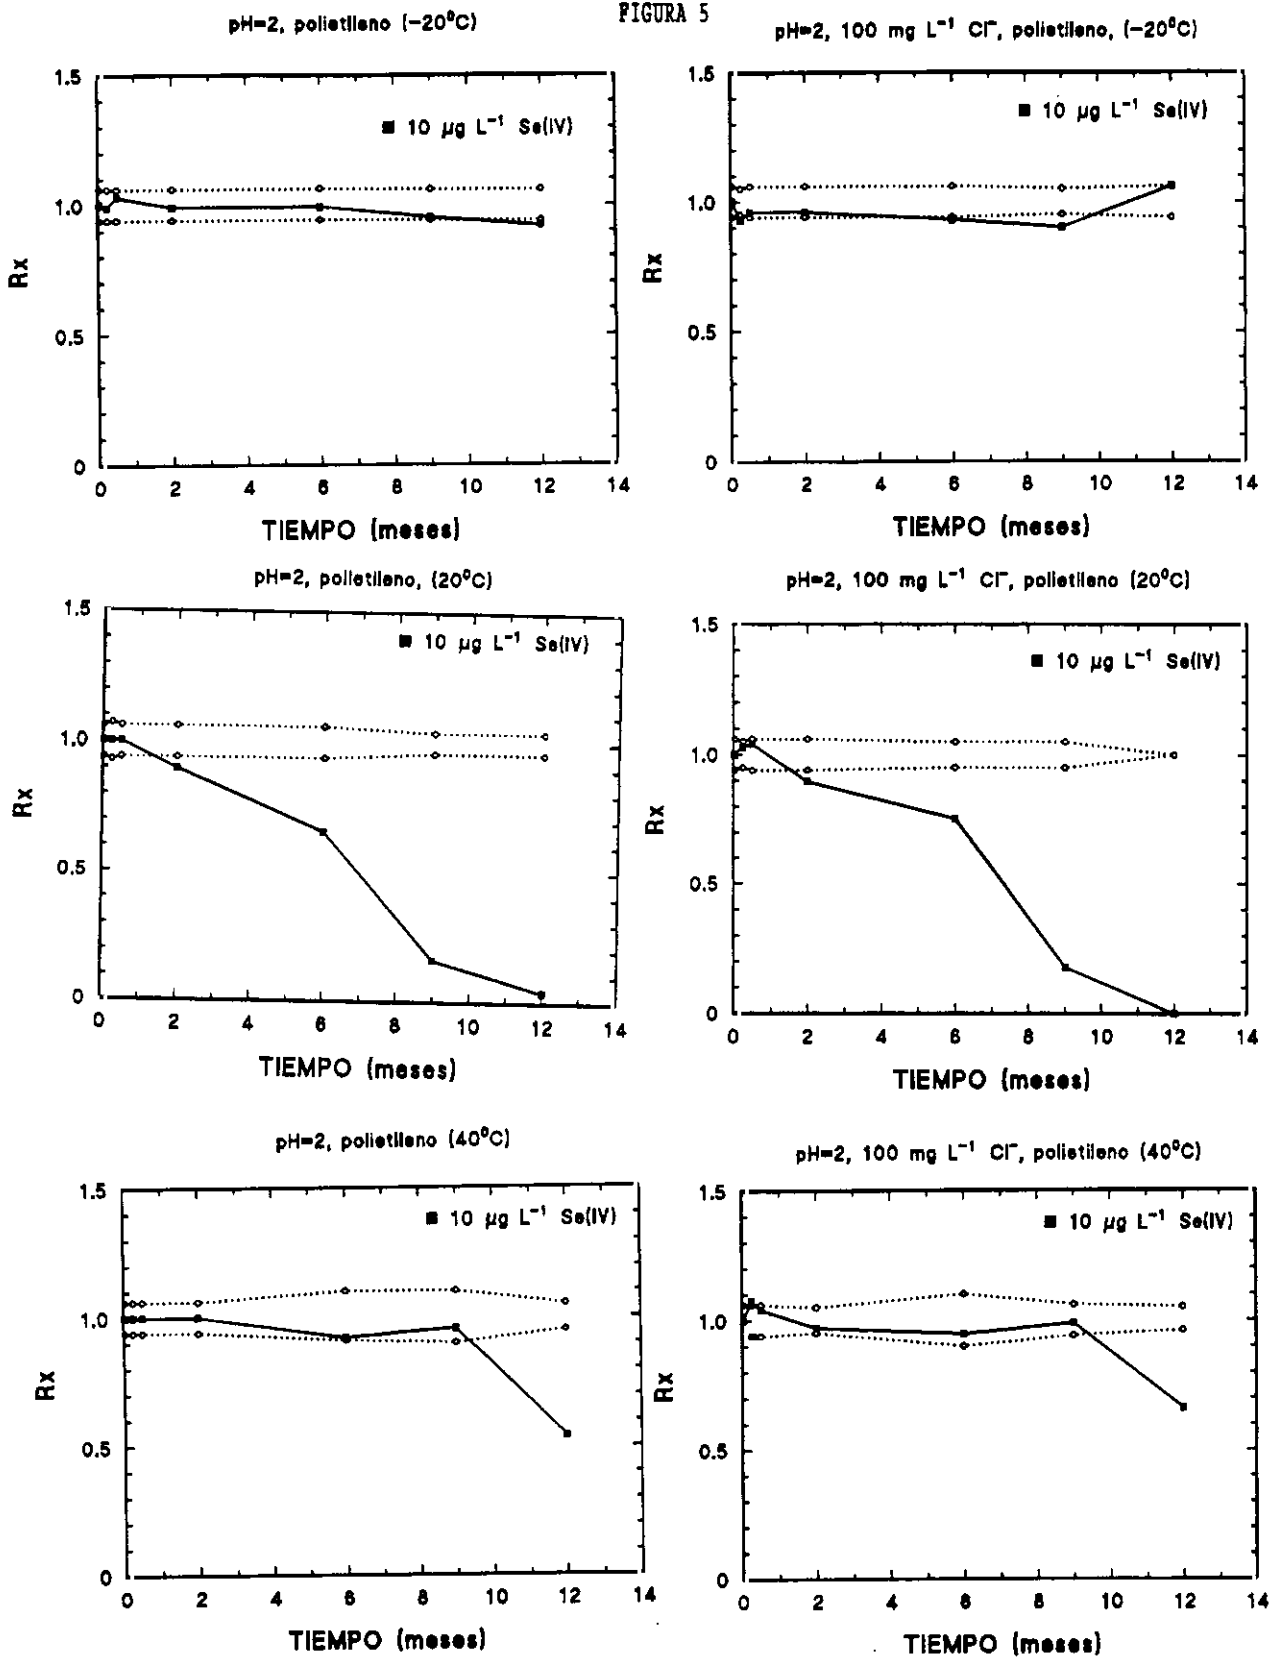 FIGURA 5
pH=2, polietileno (-20⁰C)
1.5
■ 10 µg L⁻¹ Se(IV)
1.0
Rx
0.5
0
0 2 4 6 8 10 12 14
TIEMPO (meses)
pH=2, 100 mg L⁻¹ Cl⁻, polietileno, (-20⁰C)
1.5
■ 10 µg L⁻¹ Se(IV)
1.0
Rx
0.5
0
0 2 4 6 8 10 12 14
TIEMPO (meses)
pH=2, polietileno, (20⁰C)
1.5
■ 10 µg L⁻¹ Se(IV)
1.0
Rx
0.5
0
0 2 4 6 8 10 12 14
TIEMPO (meses)
pH=2, 100 mg L⁻¹ Cl⁻, polietileno (20⁰C)
1.5
■ 10 µg L⁻¹ Se(IV)
1.0
Rx
0.5
0
0 2 4 6 8 10 12 14
TIEMPO (meses)
pH=2, polietileno (40⁰C)
1.5
■ 10 µg L⁻¹ Se(IV)
1.0
Rx
0.5
0
0 2 4 6 8 10 12 14
TIEMPO (meses)
pH=2, 100 mg L⁻¹ Cl⁻, polietileno (40⁰C)
1.5
■ 10 µg L⁻¹ Se(IV)
1.0
Rx
0.5
0
0 2 4 6 8 10 12 14
TIEMPO (meses)